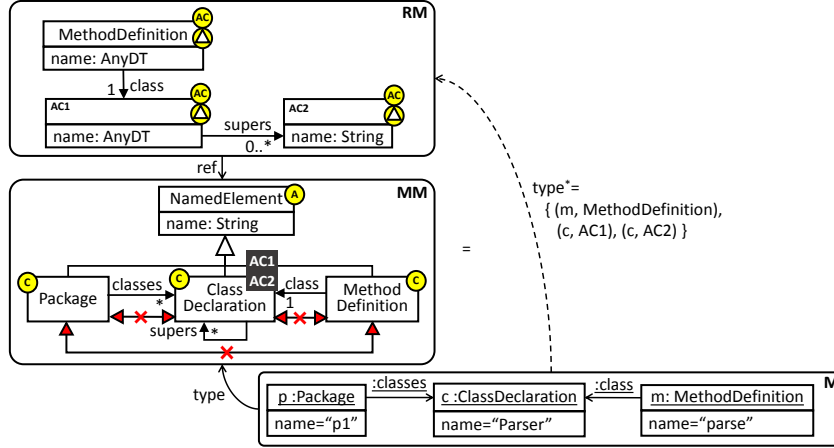 RM
AC
MethodDefinition
name: AnyDT
1 class
AC
AC
AC1
AC2
name: AnyDT
supers
name: String
0..*
ref
MM
NamedElement
A
name: String
AC1
AC2
C
C
C
Package
classes
*
Class
Declaration
class
1
Method
Definition
supers
*
type*=
{ (m, MethodDefinition),
(c, AC1), (c, AC2) }
=
type
M
p :Package
:classes
c :ClassDeclaration
:class
m: MethodDefinition
name="p1"
name="Parser"
name="parse"